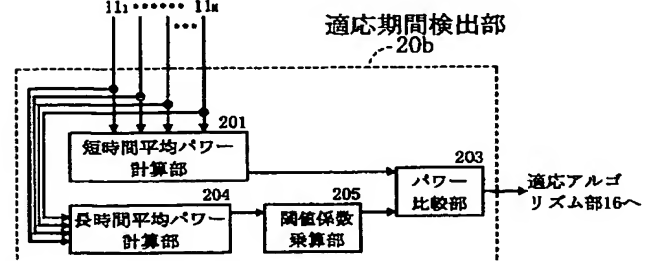 11₁ ‥‥‥ 11ᴍ
適応期間検出部
20b
201
短時間平均パワー
計算部
203
パワー
比較部
適応アルゴ
リズム部16へ
204
長時間平均パワー
計算部
205
閾値係数
乗算部